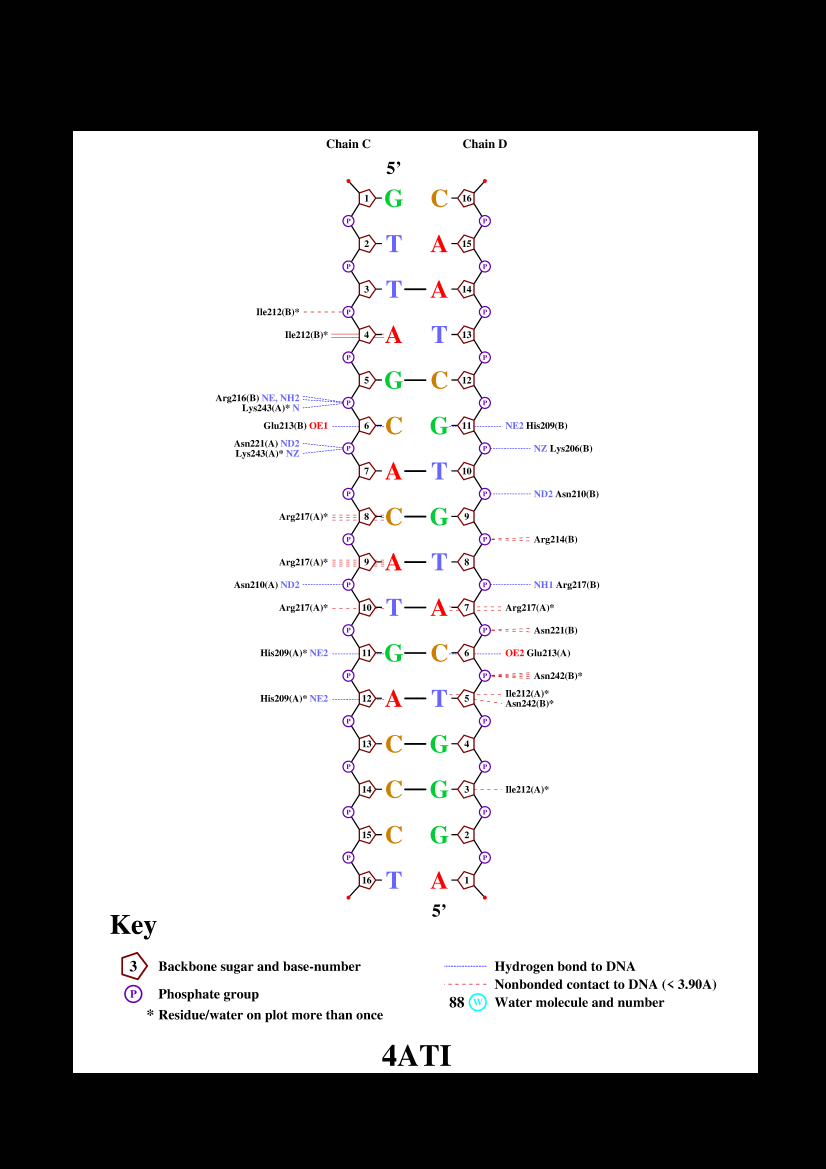 Chain C Chain D
5’
1 G C 16
P P
2 T A 15
P P
3 T A 14
Ile212(B)* P P
Ile212(B)* 4 A T 13
P P
5 G C 12
Arg216(B) NE, NH2 P P
Lys243(A)* N
Glu213(B) OE1 6 C G 11 NE2 His209(B)
Asn221(A) ND2 P P NZ Lys206(B)
Lys243(A)* NZ
7 A T 10
P P ND2 Asn210(B)
Arg217(A)* 8 C G 9
P P Arg214(B)
Arg217(A)* 9 A T 8
Asn210(A) ND2 P P NH1 Arg217(B)
Arg217(A)* 10 T A 7 Arg217(A)*
P P Asn221(B)
His209(A)* NE2 11 G C 6 OE2 Glu213(A)
P P Asn242(B)*
His209(A)* NE2 12 A T 5 Ile212(A)*
Asn242(B)*
P P
13 C G 4
P P
14 C G 3 Ile212(A)*
P P
15 C G 2
P P
16 T A 1
5’
Key
3 Backbone sugar and base-number
P Phosphate group
* Residue/water on plot more than once
Hydrogen bond to DNA
Nonbonded contact to DNA (< 3.90A)
88 W Water molecule and number
4ATI